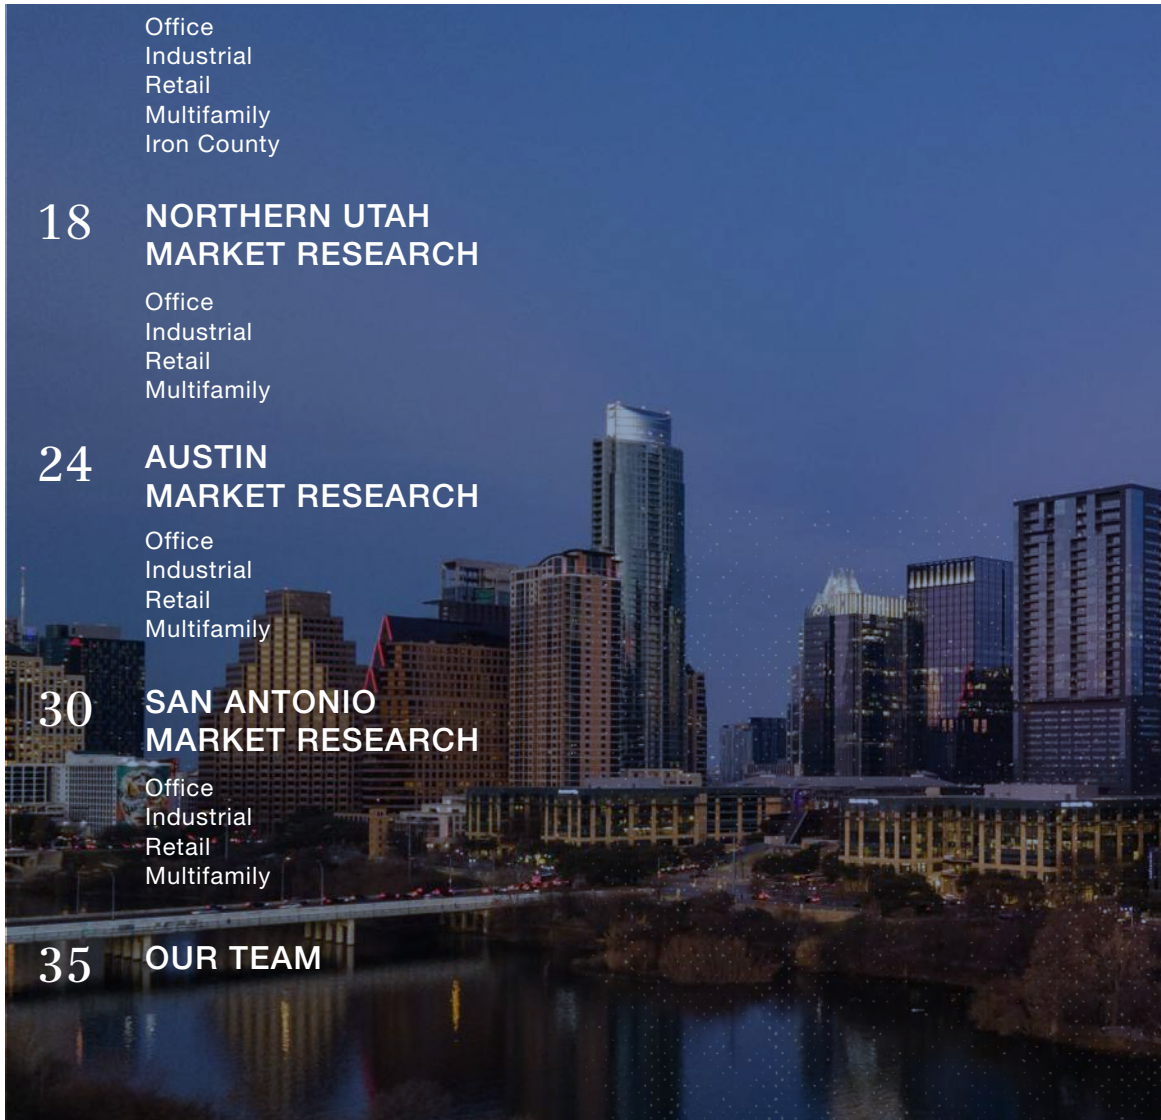 Office
Industrial
Retail
Multifamily
Iron County
18
NORTHERN UTAH
MARKET RESEARCH
Office
Industrial
Retail
Multifamily
24
AUSTIN
MARKET RESEARCH
Office
Industrial
Retail
Multifamily
30
SAN ANTONIO
MARKET RESEARCH
Office
Industrial
Retail
Multifamily
35
OUR TEAM